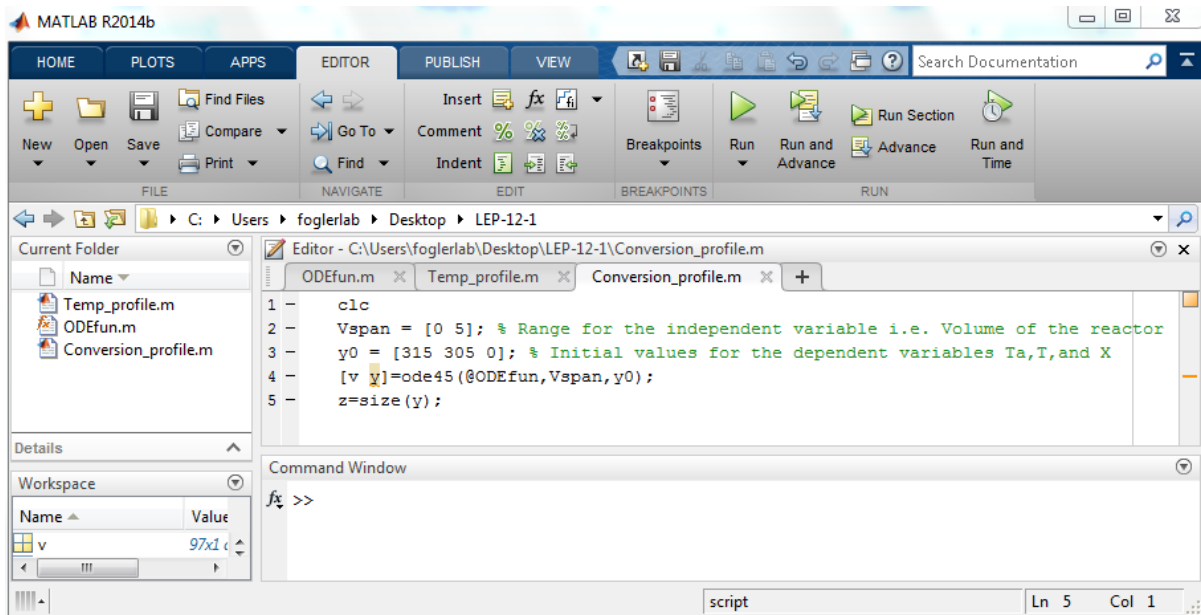 MATLAB R2014b
HOME PLOTS APPS EDITOR PUBLISH VIEW Search Documentation
New Open Save Find Files Compare Print
FILE
Go To Find
NAVIGATE
Insert fx fi
Comment % %
Indent
EDIT
Breakpoints
BREAKPOINTS
Run Run and Advance Run Section Advance Run and Time
RUN
C: Users foglerlab Desktop LEP-12-1
Current Folder
Name
Temp_profile.m
ODEfun.m
Conversion_profile.m
Details
Workspace
Name Value
v 97x1
Editor - C:\Users\foglerlab\Desktop\LEP-12-1\Conversion_profile.m
ODEfun.m Temp_profile.m Conversion_profile.m +
1 – clc
2 – Vspan = [0 5]; % Range for the independent variable i.e. Volume of the reactor
3 – y0 = [315 305 0]; % Initial values for the dependent variables Ta,T,and X
4 – [v y]=ode45(@ODEfun,Vspan,y0);
5 – z=size(y);
Command Window
fx >>
script Ln 5 Col 1